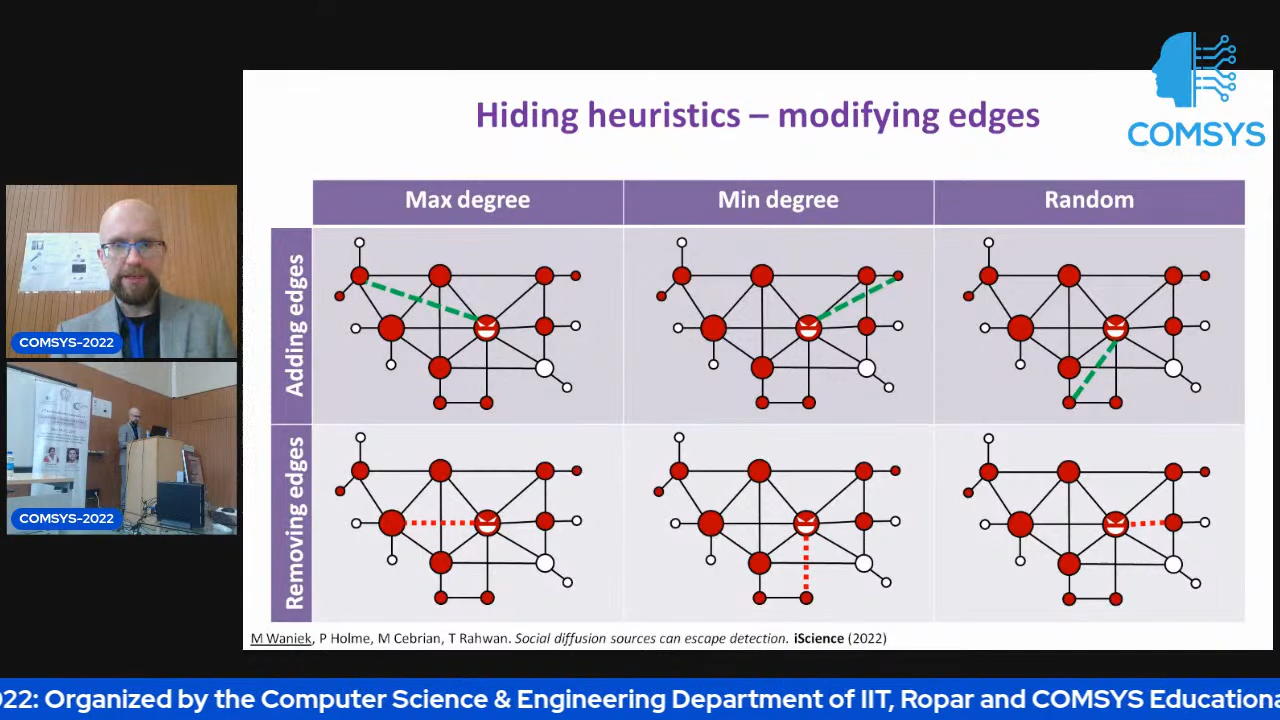 COMSYS
Hiding heuristics – modifying edges
Max degree
Min degree
Random
Adding edges
Removing edges
M Waniek, P Holme, M Cebrian, T Rahwan. Social diffusion sources can escape detection. iScience (2022)
COMSYS-2022
COMSYS-2022
22: Organized by the Computer Science & Engineering Department of IIT, Ropar and COMSYS Educationa